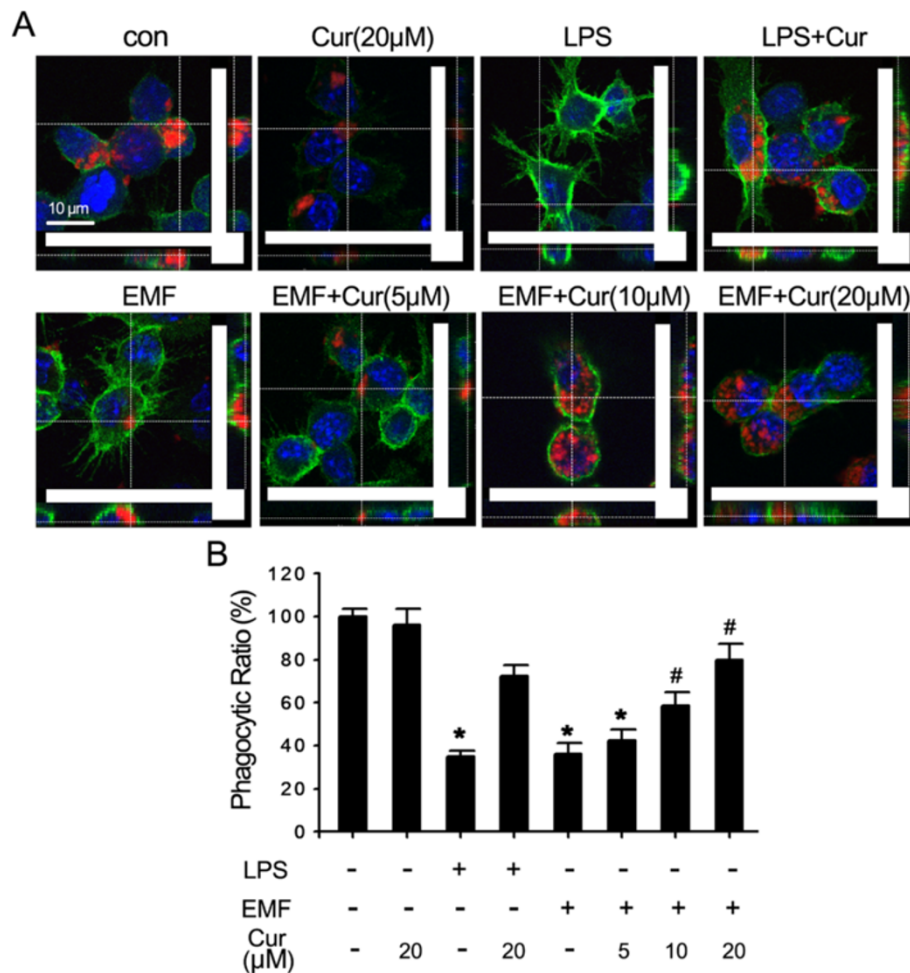 A
con Cur(20μM) LPS LPS+Cur
10 μm
EMF EMF+Cur(5μM) EMF+Cur(10μM) EMF+Cur(20μM)
B
Phagocytic Ratio (%)
120
100
80
60
40
20
0
* * * # #
LPS - - + + - - - -
EMF - - - - + + + +
Cur (μM) - 20 - 20 - 5 10 20